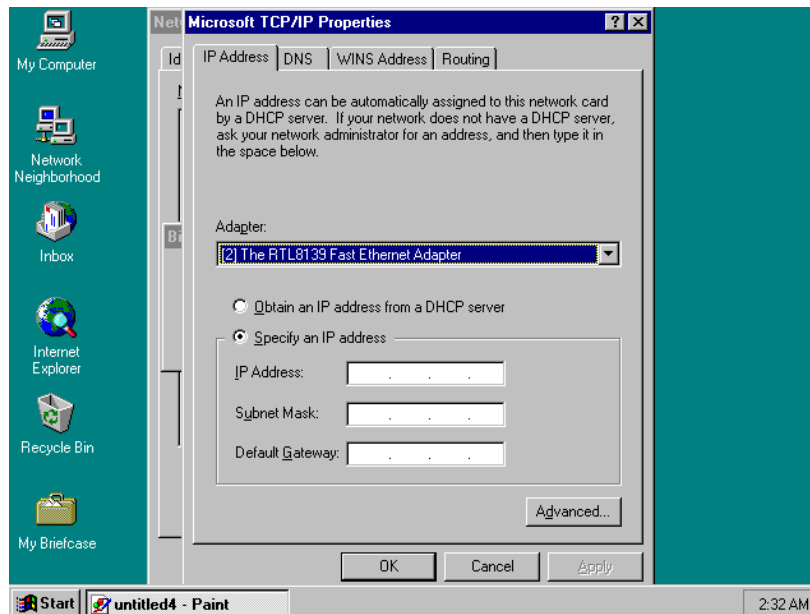 My Computer
Network
Neighborhood
Inbox
Internet
Explorer
Recycle Bin
My Briefcase
Net
Id
N
Bi
Microsoft TCP/IP Properties
IP Address
DNS
WINS Address
Routing
An IP address can be automatically assigned to this network card
by a DHCP server. If your network does not have a DHCP server,
ask your network administrator for an address, and then type it in
the space below.
Adapter:
[2] The RTL8139 Fast Ethernet Adapter
Obtain an IP address from a DHCP server
Specify an IP address
IP Address: . . .
Subnet Mask: . . .
Default Gateway: . . .
Advanced...
OK
Cancel
Apply
Start
untitled4 - Paint
2:32 AM